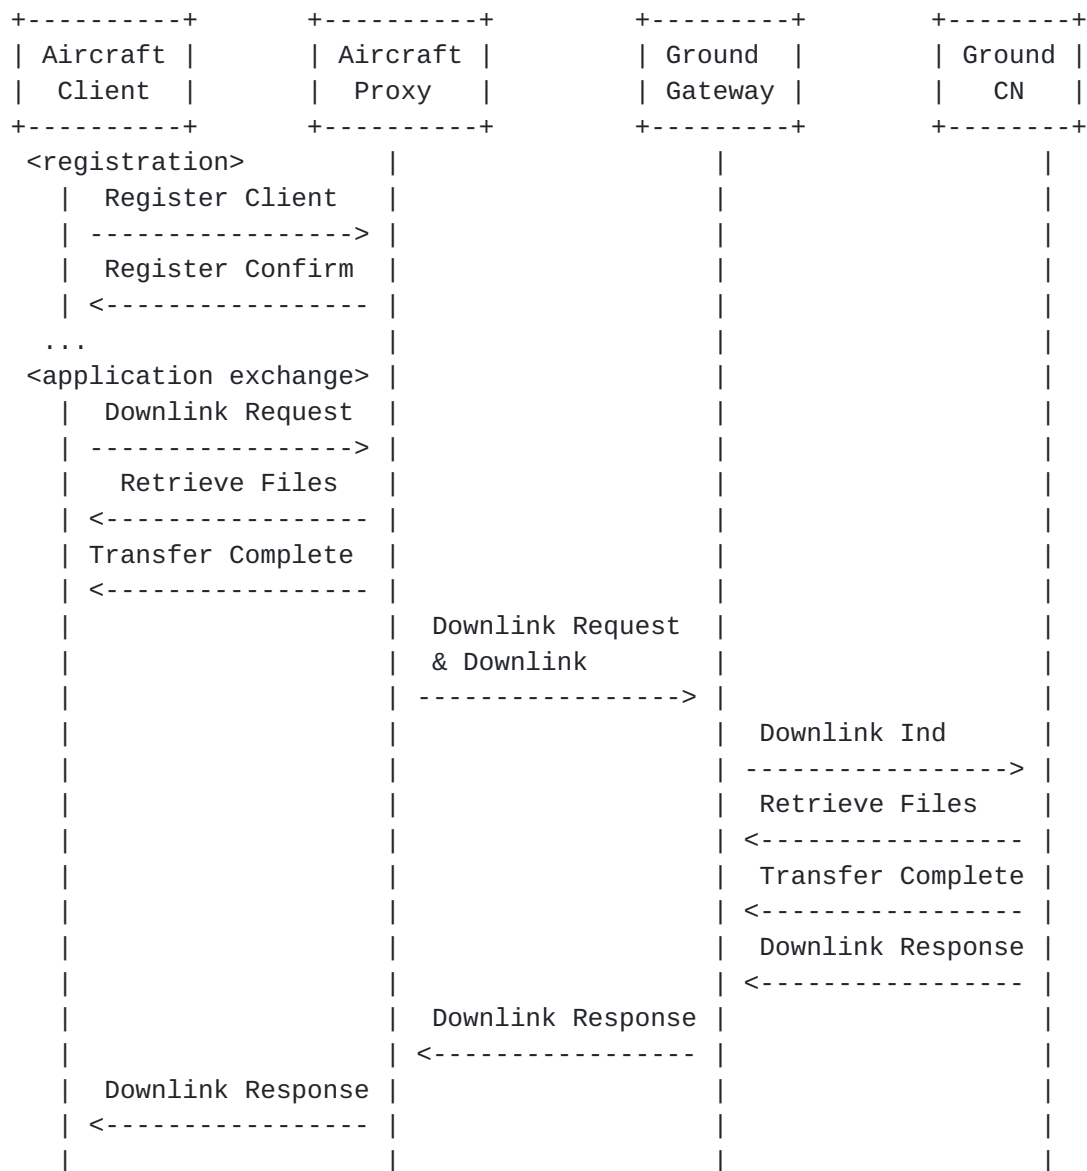 +----------+       +----------+         +---------+        +--------+
| Aircraft |       | Aircraft |         | Ground  |        | Ground |
|  Client  |       |  Proxy   |         | Gateway |        |   CN   |
+----------+       +----------+         +---------+        +--------+
 <registration>         |                    |                    |
   |  Register Client   |                    |                    |
   | -----------------> |                    |                    |
   |  Register Confirm  |                    |                    |
   | <----------------- |                    |                    |
  ...                   |                    |                    |
 <application exchange> |                    |                    |
   |  Downlink Request  |                    |                    |
   | -----------------> |                    |                    |
   |   Retrieve Files   |                    |                    |
   | <----------------- |                    |                    |
   | Transfer Complete  |                    |                    |
   | <----------------- |                    |                    |
   |                    |  Downlink Request  |                    |
   |                    |  & Downlink        |                    |
   |                    | -----------------> |                    |
   |                    |                    |  Downlink Ind      |
   |                    |                    | -----------------> |
   |                    |                    |  Retrieve Files    |
   |                    |                    | <----------------- |
   |                    |                    |  Transfer Complete |
   |                    |                    | <----------------- |
   |                    |                    |  Downlink Response |
   |                    |                    | <----------------- |
   |                    |  Downlink Response |                    |
   |                    | <----------------- |                    |
   |  Downlink Response |                    |                    |
   | <----------------- |                    |                    |
   |                    |                    |                    |